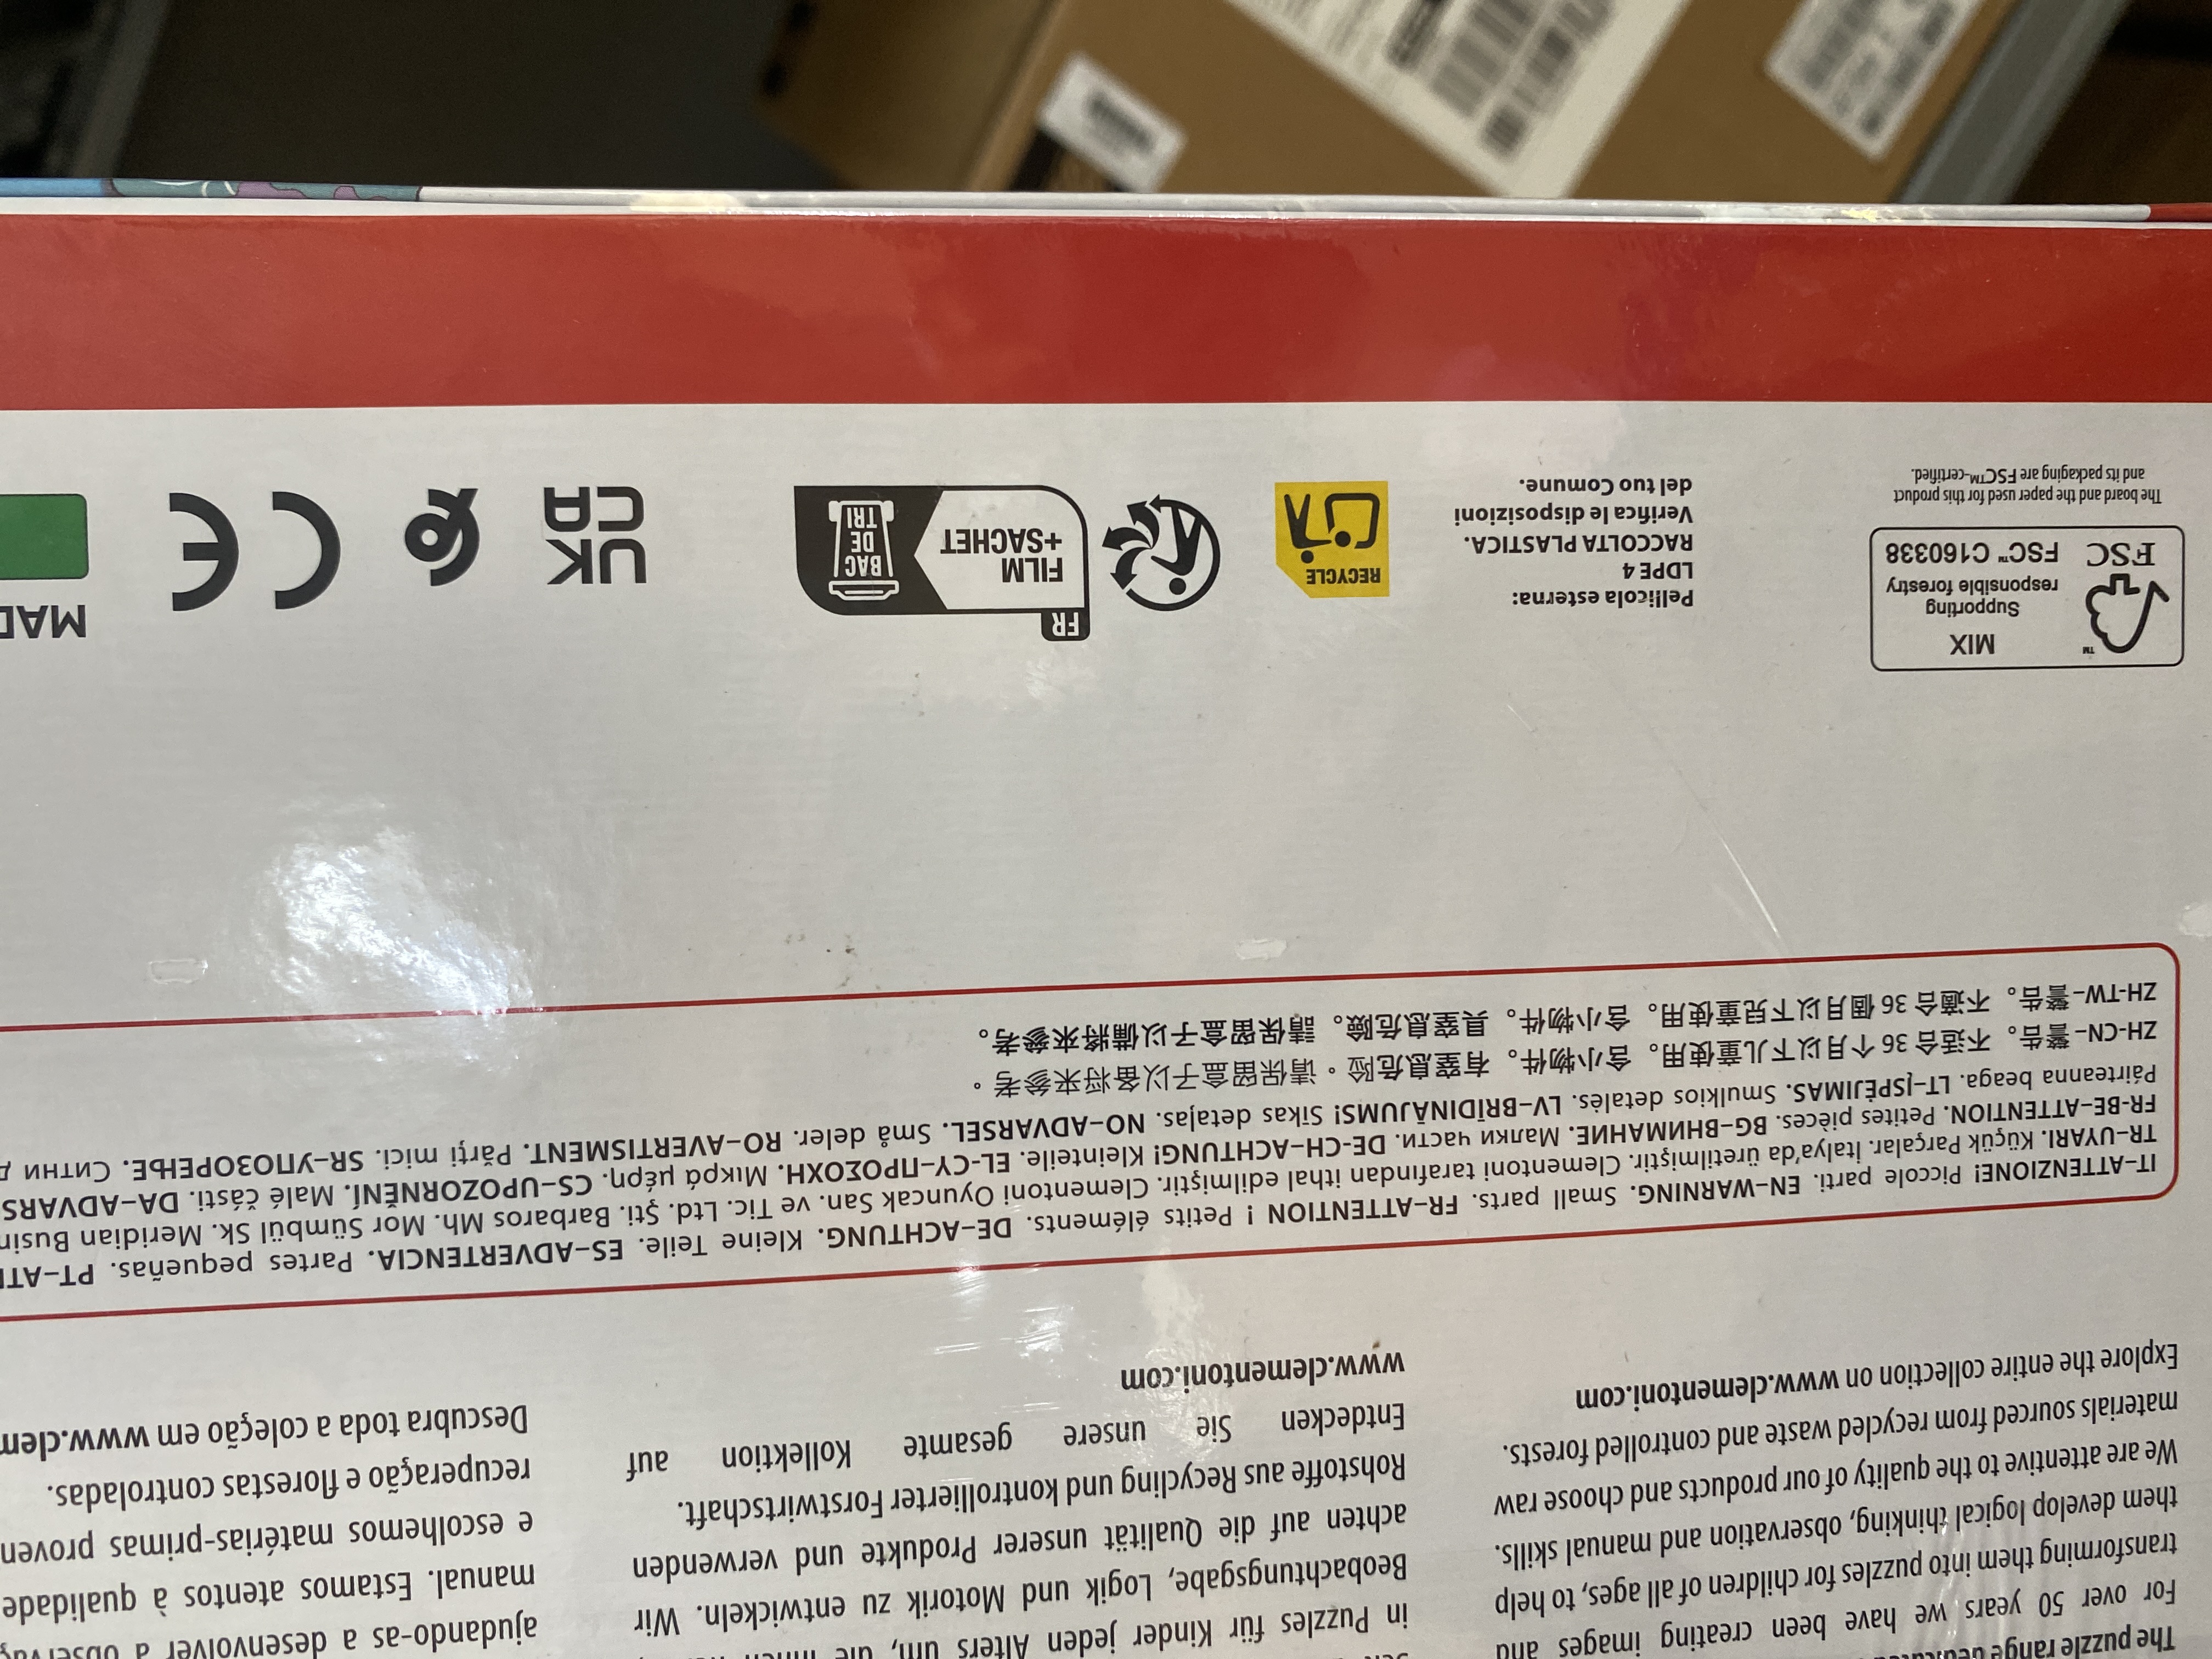 The puzzle range
For over 50 years we have been creating images and
transforming them into puzzles for children of all ages, to help
them develop logical thinking, observation and manual skills.
We are attentive to the quality of our products and choose raw
materials sourced from recycled waste and controlled forests.
Explore the entire collection on www.clementoni.com
in Puzzles für Kinder jeden Alters um, die
Beobachtungsgabe, Logik und Motorik zu entwickeln. Wir
achten auf die Qualität unserer Produkte und verwenden
Rohstoffe aus Recycling und kontrollierter Forstwirtschaft.
Entdecken Sie unsere gesamte Kollektion auf
www.clementoni.com
ajudando-as a desenvolver a
manual. Estamos atentos à qualidade
e escolhemos matérias-primas proven
recuperação e florestas controladas.
Descubra toda a coleção em www.clem
IT–ATTENZIONE! Piccole parti. EN–WARNING. Small parts. FR–ATTENTION ! Petits éléments. DE–ACHTUNG. Kleine Teile. ES–ADVERTENCIA. Partes pequeñas. PT–AT
TR–UYARI. Küçük Parçalar. İtalya'da üretilmiştir. Clementoni tarafından ithal edilmiştir. Clementoni Oyuncak San. ve Tic. Ltd. Şti. Barbaros Mh. Mor Sümbül Sk. Meridian Busin
FR-BE–ATTENTION. Petites pièces. BG–ВНИМАНИЕ. Малки части. DE-CH–ACHTUNG! Kleinteile. EL-CY–ΠΡΟΣΟΧΗ. Μικρά μέρη. CS–UPOZORNĚNÍ. Malé části. DA–ADVARS
Páirteanna beaga. LT–ĮSPĖJIMAS. Smulkios detalės. LV–BRĪDINĀJUMS! Sīkas detaļas. NO–ADVARSEL. Små deler. RO–AVERTISMENT. Părți mici. SR–УПОЗОРЕЊЕ. Ситни д
ZH-CN–警告。不适合 36 个月以下儿童使用。含小物件。有窒息危险。请保留盒子以备将来参考。
ZH-TW–警告。不適合 36 個月以下兒童使用。含小物件。具窒息危險。請保留盒子以備將來參考。
MIX
Supporting
responsible forestry
FSC FSC™ C160338
The board and the paper used for this product
and its packaging are FSC™-certified.
Pellicola esterna:
LDPE 4
RACCOLTA PLASTICA.
Verifica le disposizioni
del tuo Comune.
RECYCLE
FR
FILM
+SACHET
BAC
DE
TRI
UK
CA
CE
MAD